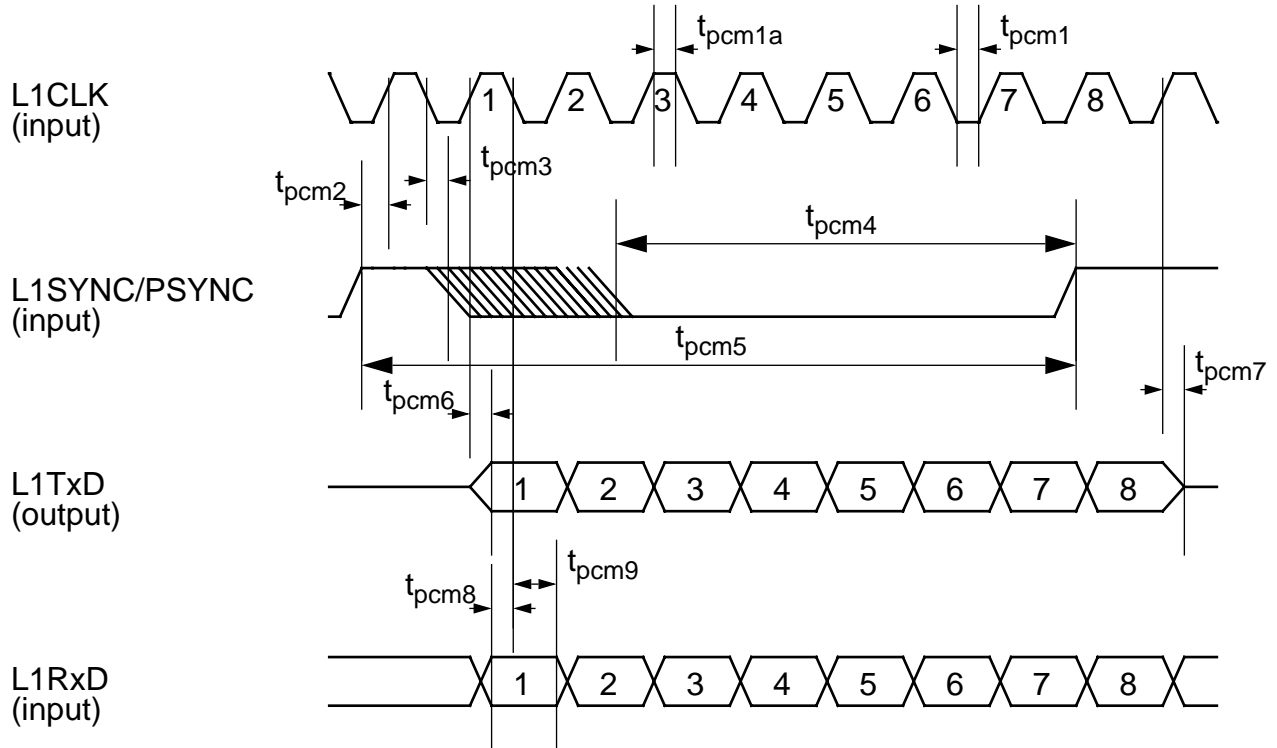 tpcm1a
tpcm1
L1CLK
(input)
1 2 3 4 5 6 7 8
tpcm3
tpcm2
tpcm4
L1SYNC/PSYNC
(input)
tpcm5
tpcm7
tpcm6
L1TxD
(output)
1 2 3 4 5 6 7 8
tpcm9
tpcm8
L1RxD
(input)
1 2 3 4 5 6 7 8